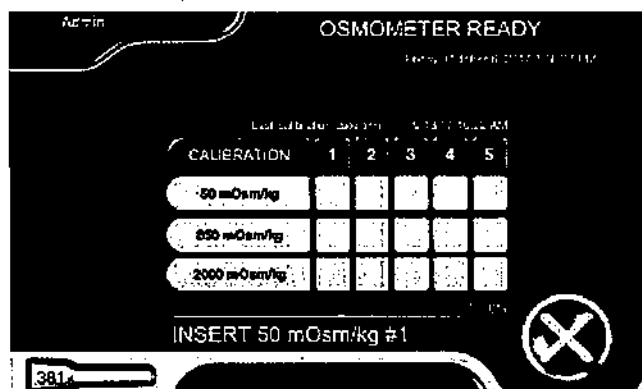 Admin
OSMOMETER READY
CALIBRATION 1 2 3 4 5
50 mOsm/kg
850 mOsm/kg
2000 mOsm/kg
INSERT 50 mOsm/kg #1
381